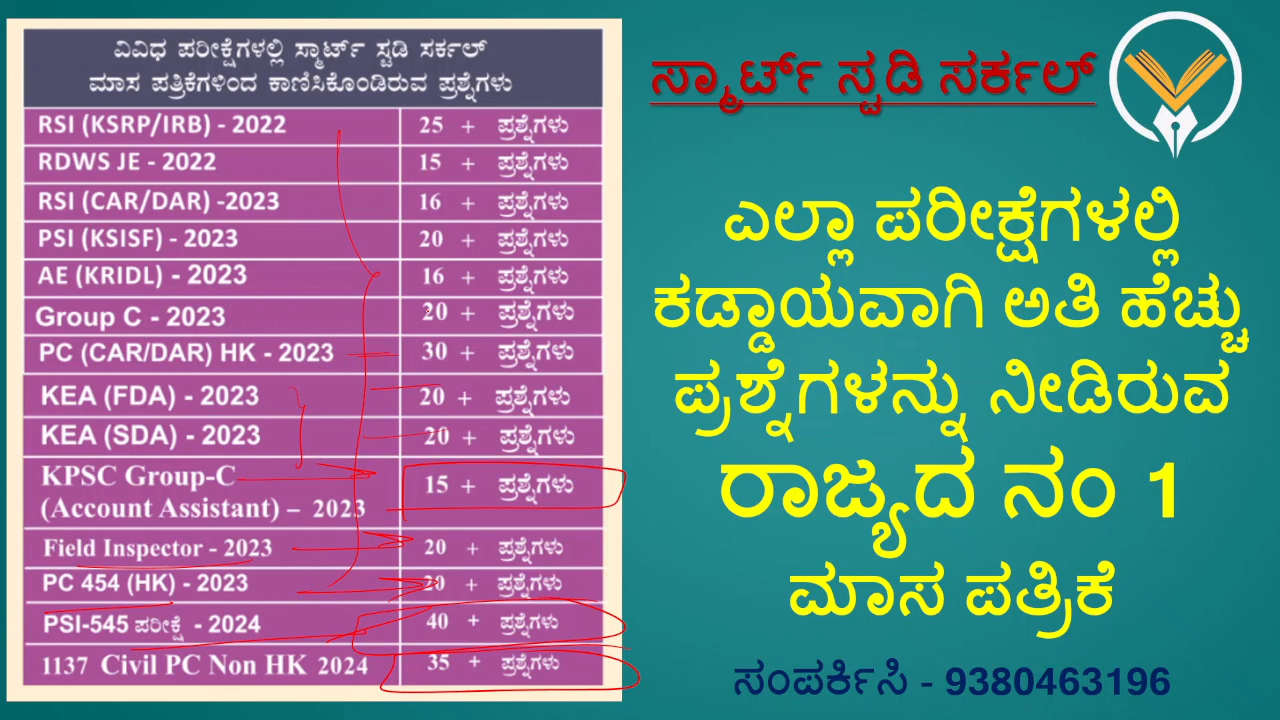 ವಿವಿಧ ಪರೀಕ್ಷೆಗಳಲ್ಲಿ ಸ್ಮಾರ್ಟ್ ಸ್ಟಡಿ ಸರ್ಕಲ್
ಮಾಸ ಪತ್ರಿಕೆಗಳಿಂದ ಕಾಣಿಸಿಕೊಂಡಿರುವ ಪ್ರಶ್ನೆಗಳು
RSI (KSRP/IRB) - 2022 25 + ಪ್ರಶ್ನೆಗಳು
RDWS JE - 2022 15 + ಪ್ರಶ್ನೆಗಳು
RSI (CAR/DAR) -2023 16 + ಪ್ರಶ್ನೆಗಳು
PSI (KSISF) - 2023 20 + ಪ್ರಶ್ನೆಗಳು
AE (KRIDL) - 2023 16 + ಪ್ರಶ್ನೆಗಳು
Group C - 2023 20 + ಪ್ರಶ್ನೆಗಳು
PC (CAR/DAR) HK - 2023 30 + ಪ್ರಶ್ನೆಗಳು
KEA (FDA) - 2023 20 + ಪ್ರಶ್ನೆಗಳು
KEA (SDA) - 2023 20 + ಪ್ರಶ್ನೆಗಳು
KPSC Group-C
(Account Assistant) – 2023 15 + ಪ್ರಶ್ನೆಗಳು
Field Inspector - 2023 20 + ಪ್ರಶ್ನೆಗಳು
PC 454 (HK) - 2023 20 + ಪ್ರಶ್ನೆಗಳು
PSI-545 ಪರೀಕ್ಷೆ - 2024 40 + ಪ್ರಶ್ನೆಗಳು
1137 Civil PC Non HK 2024 35 + ಪ್ರಶ್ನೆಗಳು
ಸ್ಮಾರ್ಟ್ ಸ್ಟಡಿ ಸರ್ಕಲ್
ಎಲ್ಲಾ ಪರೀಕ್ಷೆಗಳಲ್ಲಿ
ಕಡ್ಡಾಯವಾಗಿ ಅತಿ ಹೆಚ್ಚು
ಪ್ರಶ್ನೆಗಳನ್ನು ನೀಡಿರುವ
ರಾಜ್ಯದ ನಂ 1
ಮಾಸ ಪತ್ರಿಕೆ
ಸಂಪರ್ಕಿಸಿ - 9380463196